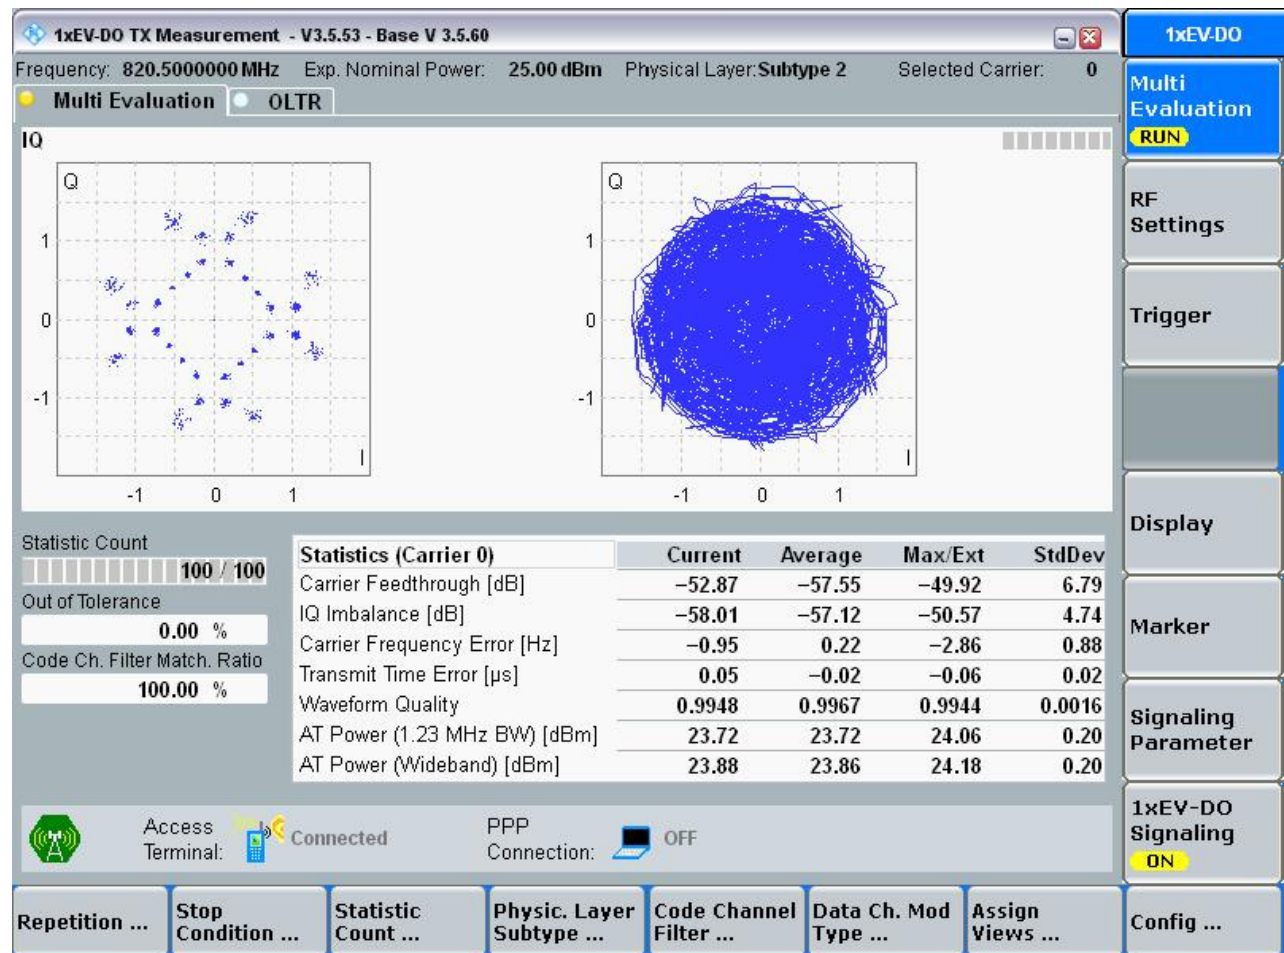 1xEV-DO TX Measurement - V3.5.53 - Base V 3.5.60
1xEV-DO
Frequency: 820.5000000 MHz Exp. Nominal Power: 25.00 dBm Physical Layer: Subtype 2 Selected Carrier: 0
Multi Evaluation OLTR
Multi
Evaluation
RUN
IQ
Q
1
0
-1
I
-1 0 1
Q
1
0
-1
I
-1 0 1
RF
Settings
Trigger
Display
Marker
Signaling
Parameter
1xEV-DO
Signaling
ON
Statistic Count
100 / 100
Out of Tolerance
0.00 %
Code Ch. Filter Match. Ratio
100.00 %
Statistics (Carrier 0) Current Average Max/Ext StdDev
Carrier Feedthrough [dB] −52.87 −57.55 −49.92 6.79
IQ Imbalance [dB] −58.01 −57.12 −50.57 4.74
Carrier Frequency Error [Hz] −0.95 0.22 −2.86 0.88
Transmit Time Error [µs] 0.05 −0.02 −0.06 0.02
Waveform Quality 0.9948 0.9967 0.9944 0.0016
AT Power (1.23 MHz BW) [dBm] 23.72 23.72 24.06 0.20
AT Power (Wideband) [dBm] 23.88 23.86 24.18 0.20
Access
Terminal:
Connected
PPP
Connection:
OFF
Repetition ...
Stop
Condition ...
Statistic
Count ...
Physic. Layer
Subtype ...
Code Channel
Filter ...
Data Ch. Mod
Type ...
Assign
Views ...
Config ...